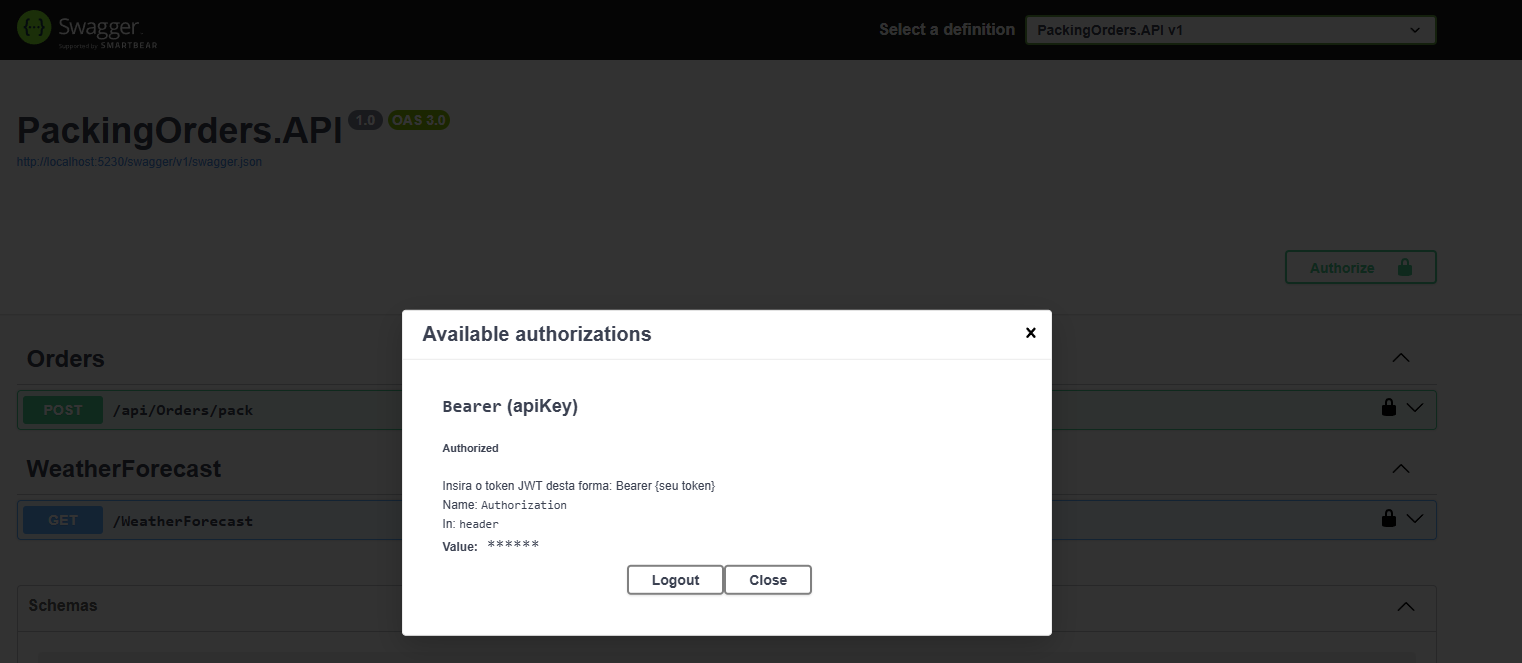 Swagger
Supported by SMARTBEAR
Select a definition
PackingOrders.API v1
PackingOrders.API 1.0 OAS 3.0
http://localhost:5230/swagger/v1/swagger.json
Authorize
Available authorizations
Orders
POST /api/Orders/pack
Bearer (apiKey)
Authorized
WeatherForecast
Insira o token JWT desta forma: Bearer {seu token}
Name: Authorization
GET /WeatherForecast
In: header
Value: ******
Logout Close
Schemas